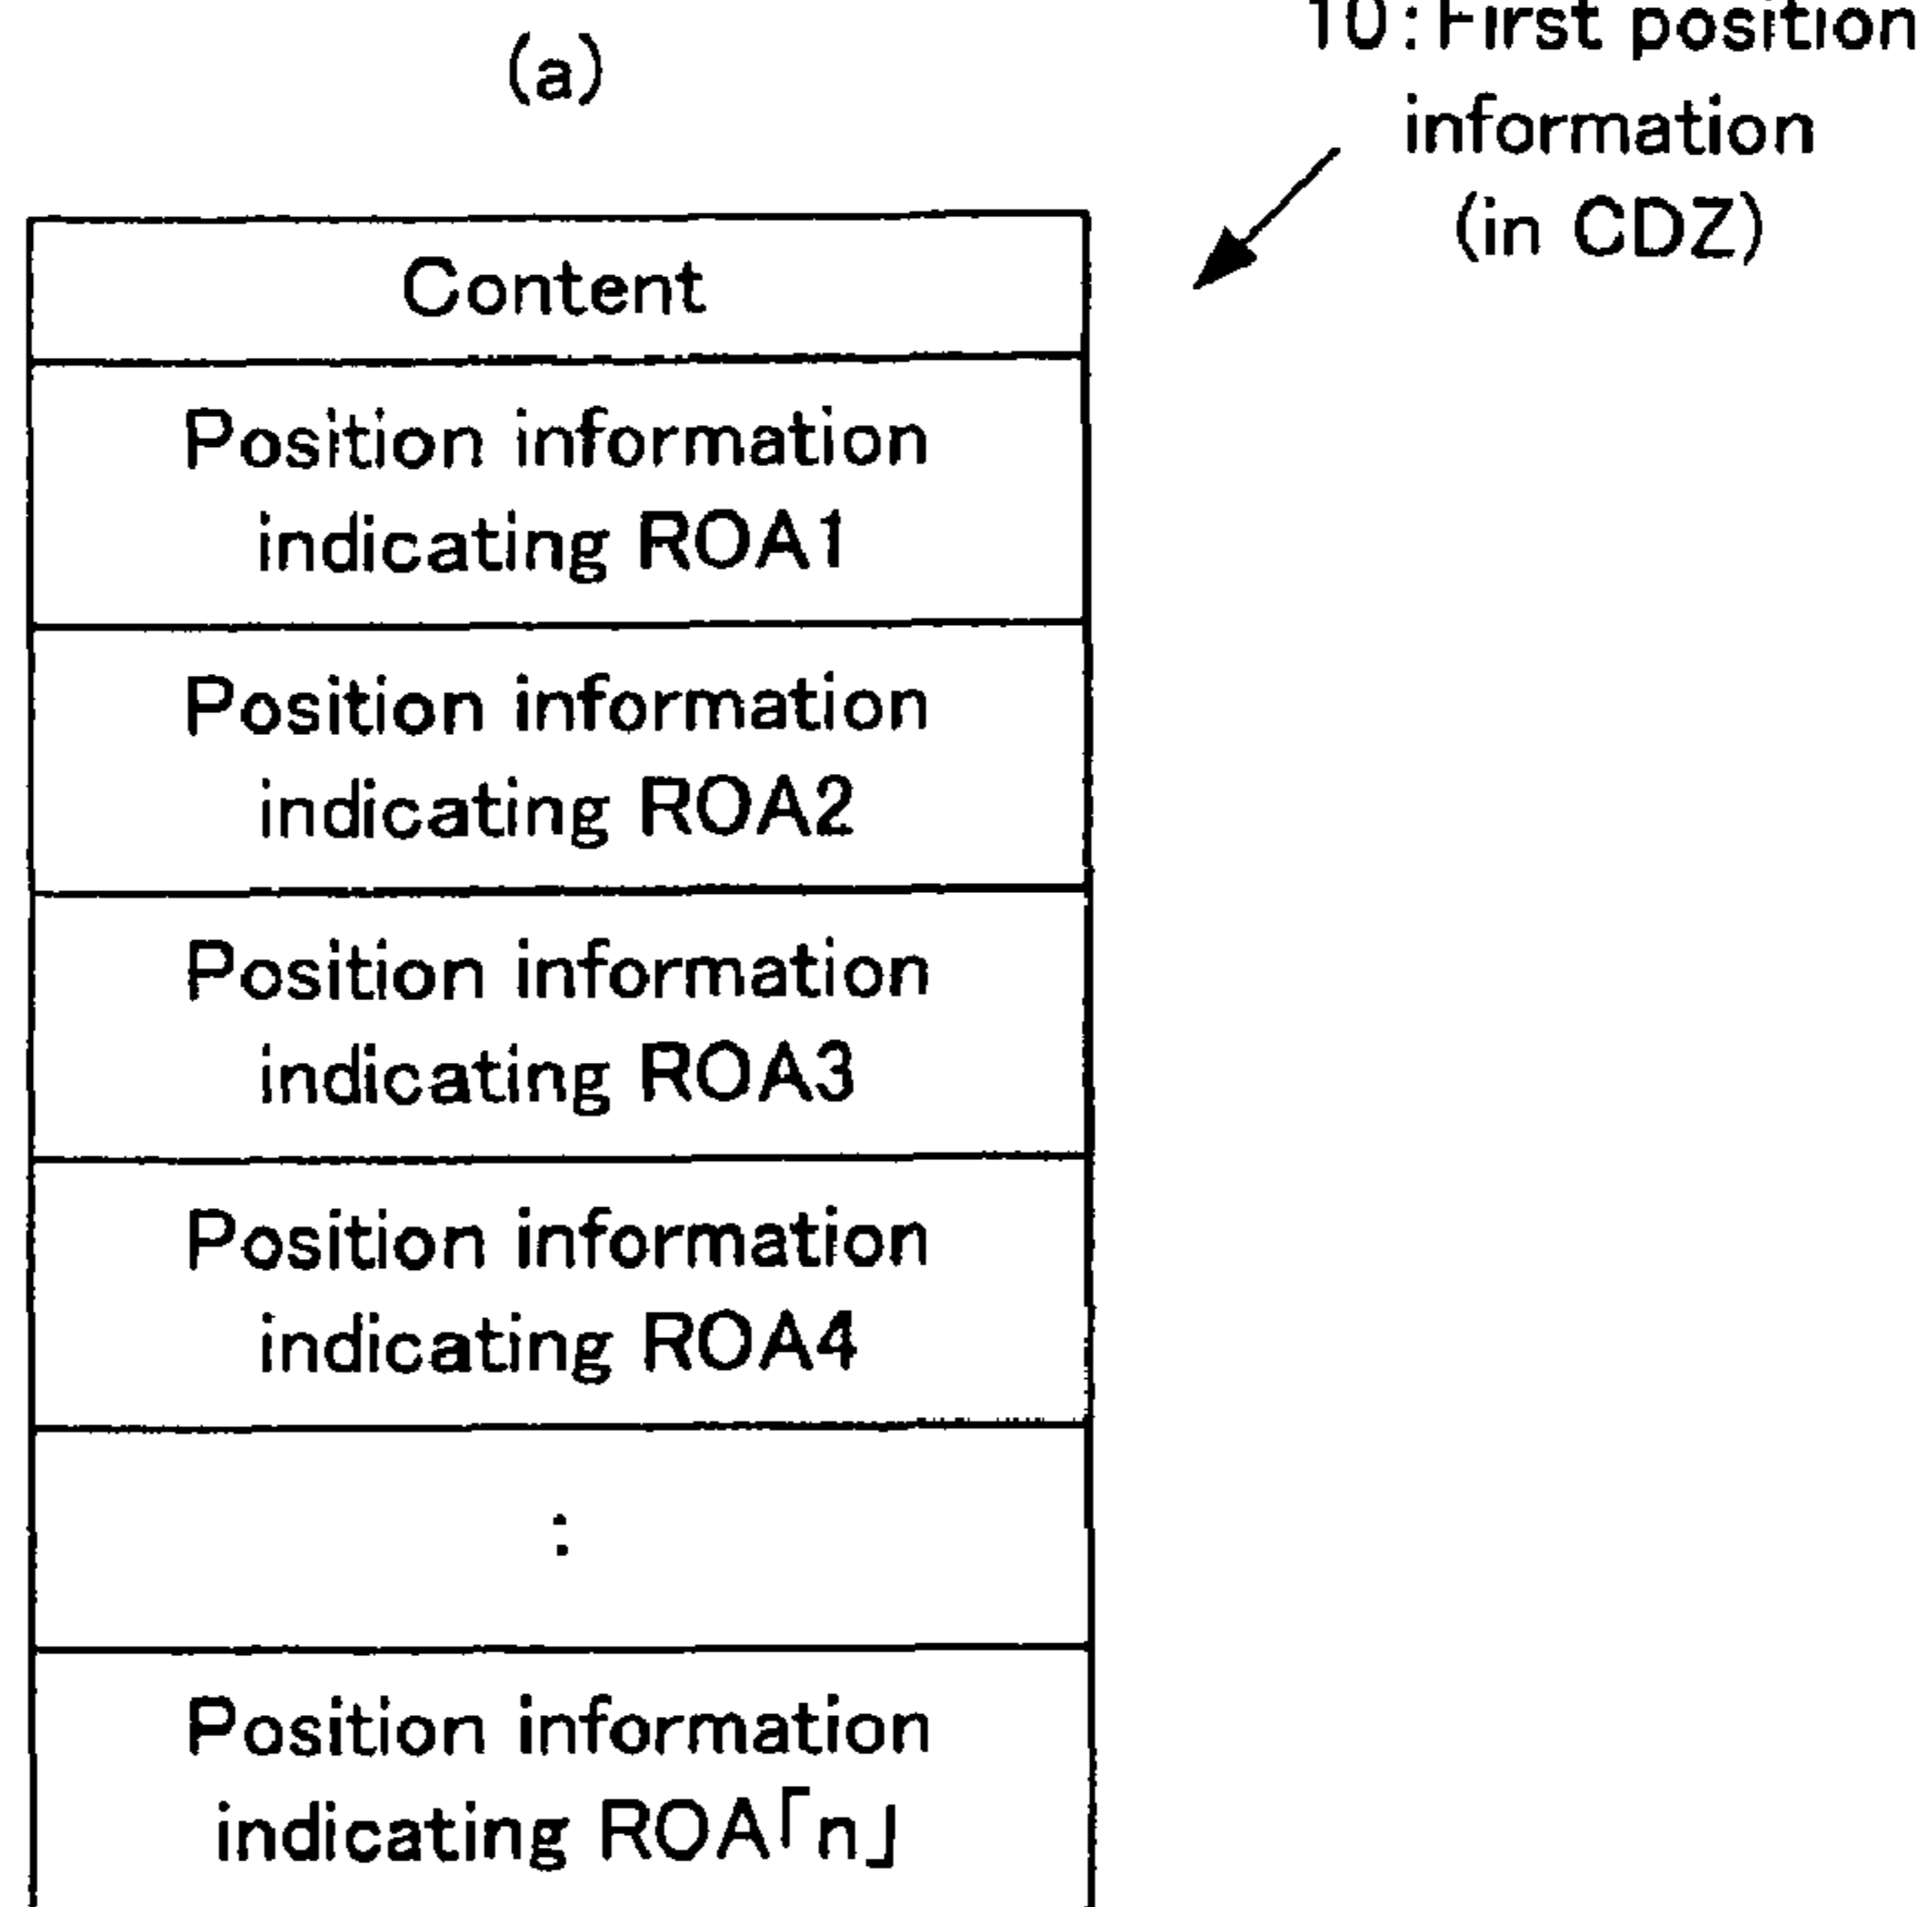 (a)
10:First position
information
(in CDZ)
Content
Position information
indicating ROA1
Position information
indicating ROA2
Position information
indicating ROA3
Position information
indicating ROA4
:
Position information
indicating ROA「n」